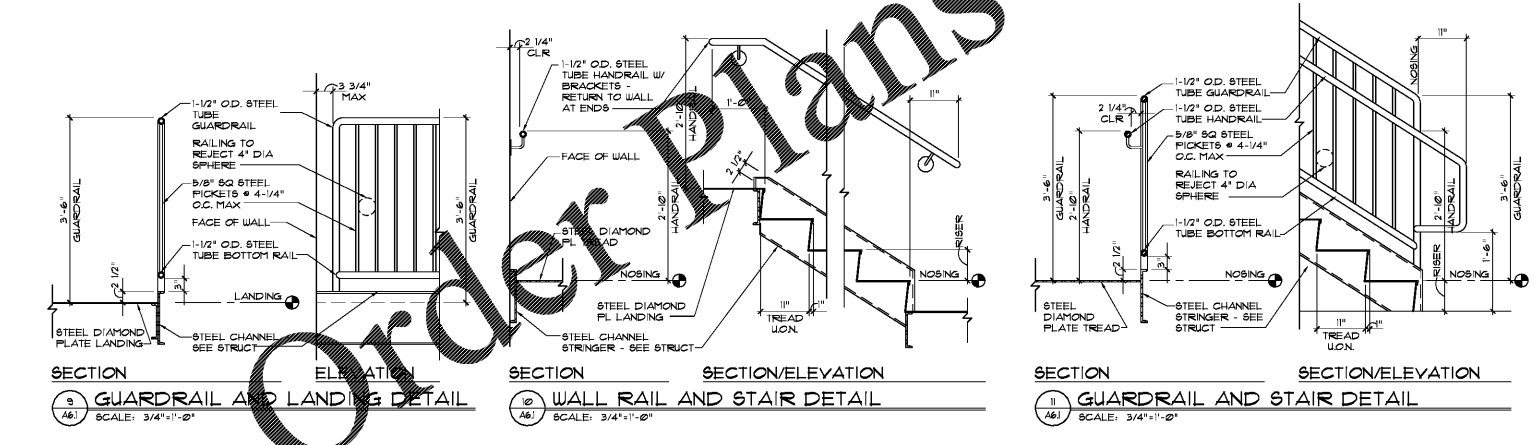 3 3/4"
MAX
1-1/2" O.D. STEEL
TUBE
GUARDRAIL
RAILING TO
REJECT 4" DIA
SPHERE
5/8" SQ STEEL
PICKETS @ 4-1/4"
O.C. MAX
FACE OF WALL
1-1/2" O.D. STEEL
TUBE BOTTOM RAIL
3'-6"
GUARDRAIL
2 1/2"
3"
LANDING
STEEL DIAMOND
PLATE LANDING
STEEL CHANNEL
SEE STRUCT
3'-6"
GUARDRAIL
SECTION
ELEVATION
9
A6.1
GUARDRAIL AND LANDING DETAIL
SCALE: 3/4"=1'-0"
2 1/4"
CLR
1-1/2" O.D. STEEL
TUBE HANDRAIL W/
BRACKETS -
RETURN TO WALL
AT ENDS
FACE OF WALL
2'-10"
HANDRAIL
1'-0"
11"
2 1/2"
2'-10"
HANDRAIL
STEEL DIAMOND
PL TREAD
NOSING
STEEL DIAMOND
PL LANDING
STEEL CHANNEL
STRINGER - SEE STRUCT
11"
1"
TREAD
U.O.N.
RISER
NOSING
SECTION
SECTION/ELEVATION
10
A6.1
WALL RAIL AND STAIR DETAIL
SCALE: 3/4"=1'-0"
1-1/2" O.D. STEEL
TUBE GUARDRAIL
2 1/4"
CLR
1-1/2" O.D. STEEL
TUBE HANDRAIL
5/8" SQ STEEL
PICKETS @ 4-1/4"
O.C. MAX
RAILING TO
REJECT 4" DIA
SPHERE
1-1/2" O.D. STEEL
TUBE BOTTOM RAIL
3'-6"
GUARDRAIL
2'-10"
HANDRAIL
2 1/2"
3"
NOSING
STEEL
DIAMOND
PLATE TREAD
STEEL CHANNEL
STRINGER - SEE
STRUCT
11"
NOSING
2'-10"
HANDRAIL
3'-6"
GUARDRAIL
1'-6"
RISER
NOSING
11"
1"
TREAD
U.O.N.
SECTION
SECTION/ELEVATION
11
A6.1
GUARDRAIL AND STAIR DETAIL
SCALE: 3/4"=1'-0"
Order Plans